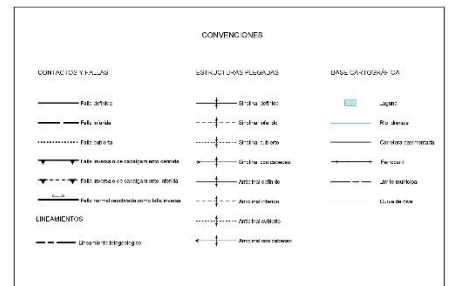 CONVENCIONES
CONTACTOS Y FALLAS
Falla definida
Falla inferida
Falla cubierta
Falla inversa o de cabalgamiento definida
Falla inversa o de cabalgamiento inferida
Falla normal reactivada como falla inversa
LINEAMIENTOS
Lineamiento fotogeológico
ESTRUCTURAS PLEGADAS
Sinclinal definido
Sinclinal inferido
Sinclinal cubierto
Sinclinal con cabeceo
Anticlinal definido
Anticlinal inferido
Anticlinal cubierto
Anticlinal con cabeceo
BASE CARTOGRÁFICA
Laguna
Rio, drenaje
Carretera pavimentada
Ferrocarril
Limite municipal
Curva de nivel